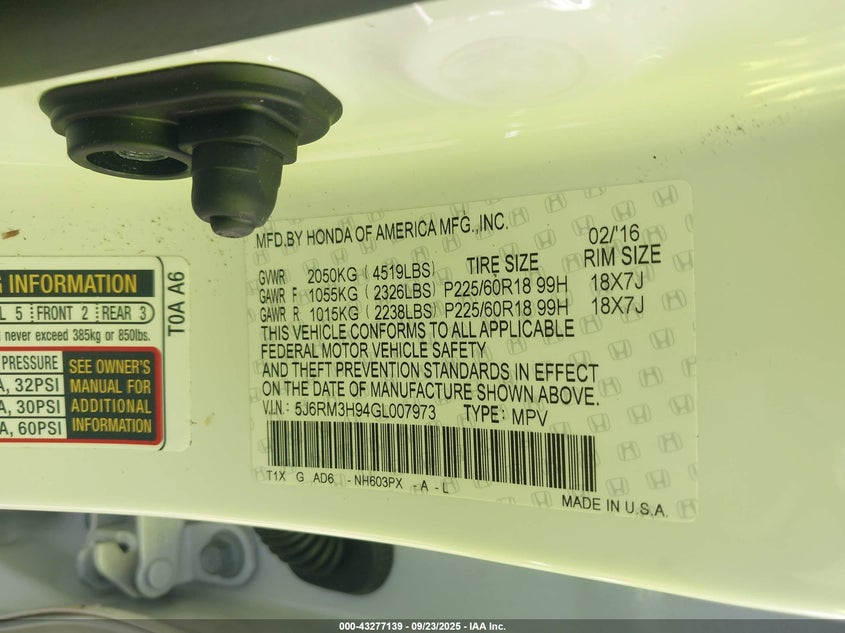 MFD.BY HONDA OF AMERICA MFG.,INC. 02/'16
GVWR 2050KG (4519LBS) TIRE SIZE RIM SIZE
GAWR F 1055KG (2326LBS) P225/60R18 99H 18X7J
GAWR R 1015KG (2238LBS) P225/60R18 99H 18X7J
THIS VEHICLE CONFORMS TO ALL APPLICABLE
FEDERAL MOTOR VEHICLE SAFETY
AND THEFT PREVENTION STANDARDS IN EFFECT
ON THE DATE OF MANUFACTURE SHOWN ABOVE.
V.I.N: 5J6RM3H94GL007973 TYPE: MPV
T1X G AD6 - NH603PX - A - L
MADE IN U.S.A.
G INFORMATION
L 5 FRONT 2 REAR 3
never exceed 385kg or 850lbs.
PRESSURE
A, 32PSI
A, 30PSI
A, 60PSI
SEE OWNER'S
MANUAL FOR
ADDITIONAL
INFORMATION
T0A A6
000-43277139 - 09/23/2025 - IAA Inc.